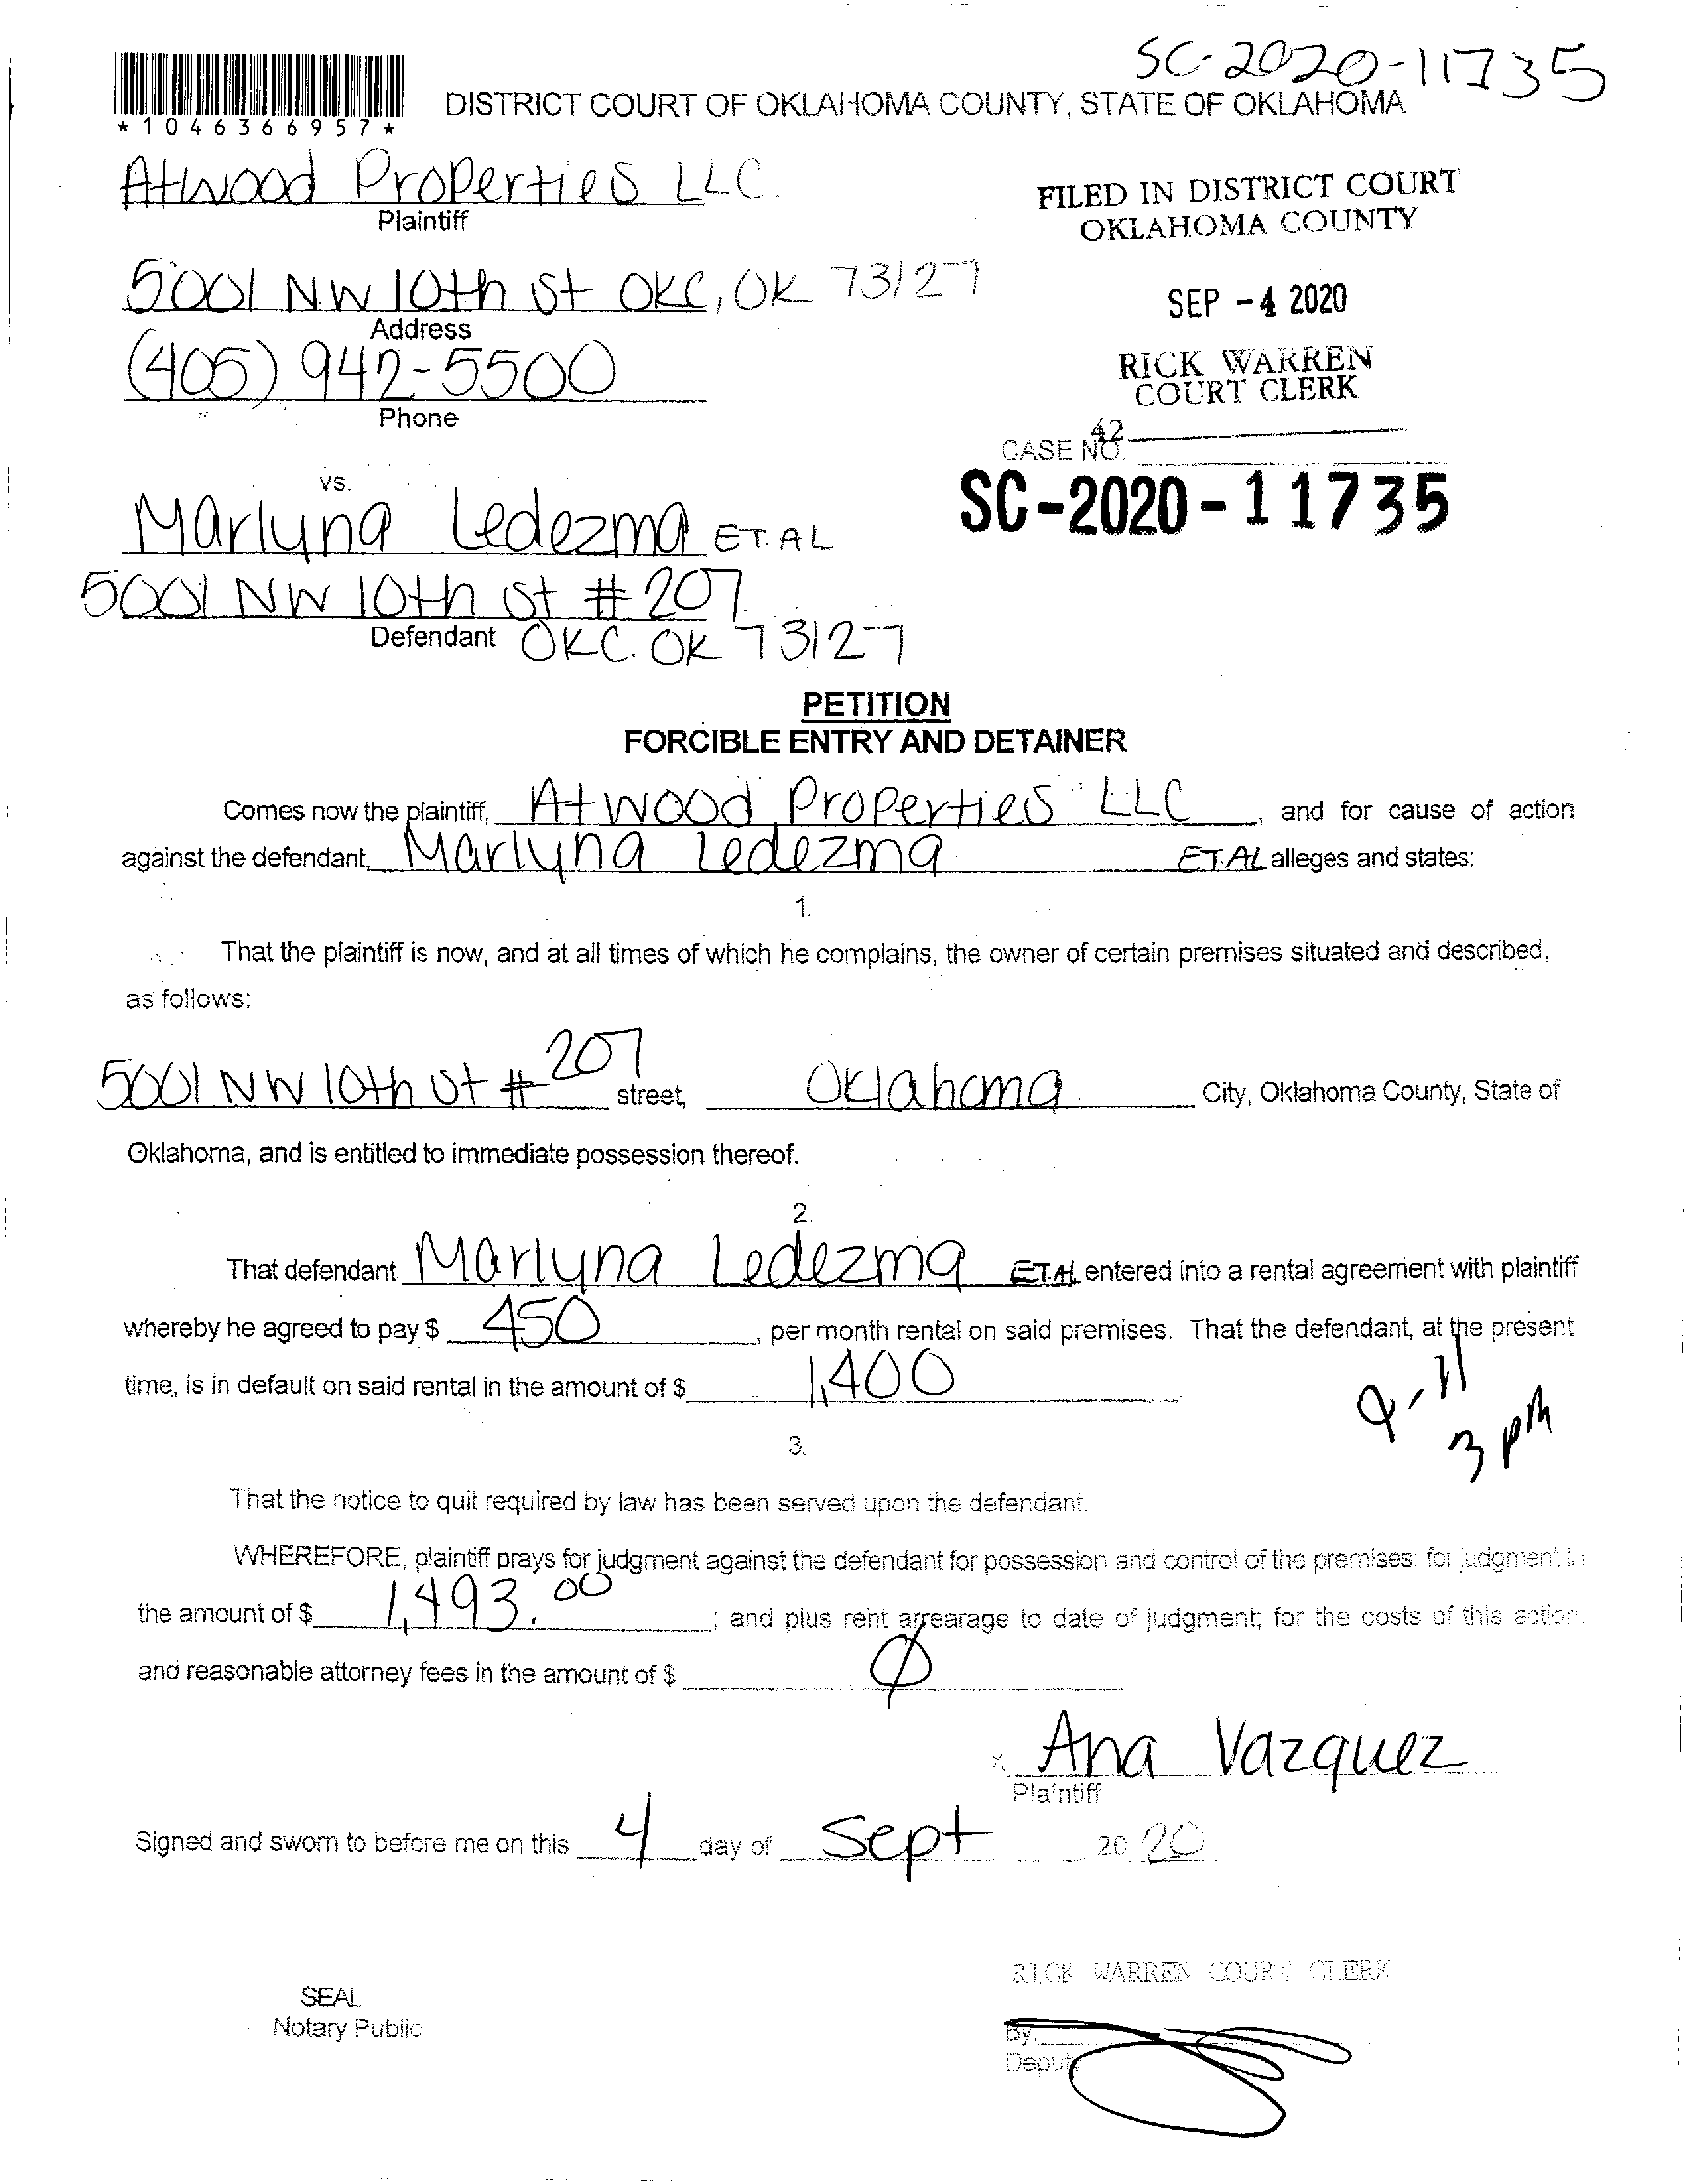 SC-2020-11735
*1046366957*
DISTRICT COURT OF OKLAHOMA COUNTY, STATE OF OKLAHOMA
Atwood Properties LLC.
Plaintiff
FILED IN DISTRICT COURT
OKLAHOMA COUNTY
5001 NW 10th St OKC, OK 73127
Address
SEP -4 2020
(405) 942-5500
Phone
RICK WARREN
COURT CLERK
42
CASE NO.
SC-2020-11735
vs.
Marlyna Ledezma ET. AL
5001 NW 10th St # 207
Defendant OKC. OK 73127
PETITION
FORCIBLE ENTRY AND DETAINER
Comes now the plaintiff, Atwood Properties LLC, and for cause of action
against the defendant, Marlyna Ledezma ET. AL alleges and states:
1.
That the plaintiff is now, and at all times of which he complains, the owner of certain premises situated and described,
as follows:
5001 NW 10th St # 207 street, Oklahoma City, Oklahoma County, State of
Oklahoma, and is entitled to immediate possession thereof.
2.
That defendant Marlyna Ledezma ET. AL entered into a rental agreement with plaintiff
whereby he agreed to pay $ 450, per month rental on said premises. That the defendant, at the present
time, is in default on said rental in the amount of $ 1,400
9-11
3 pm
3.
That the notice to quit required by law has been served upon the defendant.
WHEREFORE, plaintiff prays for judgment against the defendant for possession and control of the premises: for judgment in
the amount of $ 1,493.00; and plus rent arrearage to date of judgment; for the costs of this action
and reasonable attorney fees in the amount of $ Ø
x Ana Vazquez
Plaintiff
Signed and sworn to before me on this 4 day of Sept 20 20
RICK WARREN COURT CLERK
SEAL
Notary Public
By
Deputy